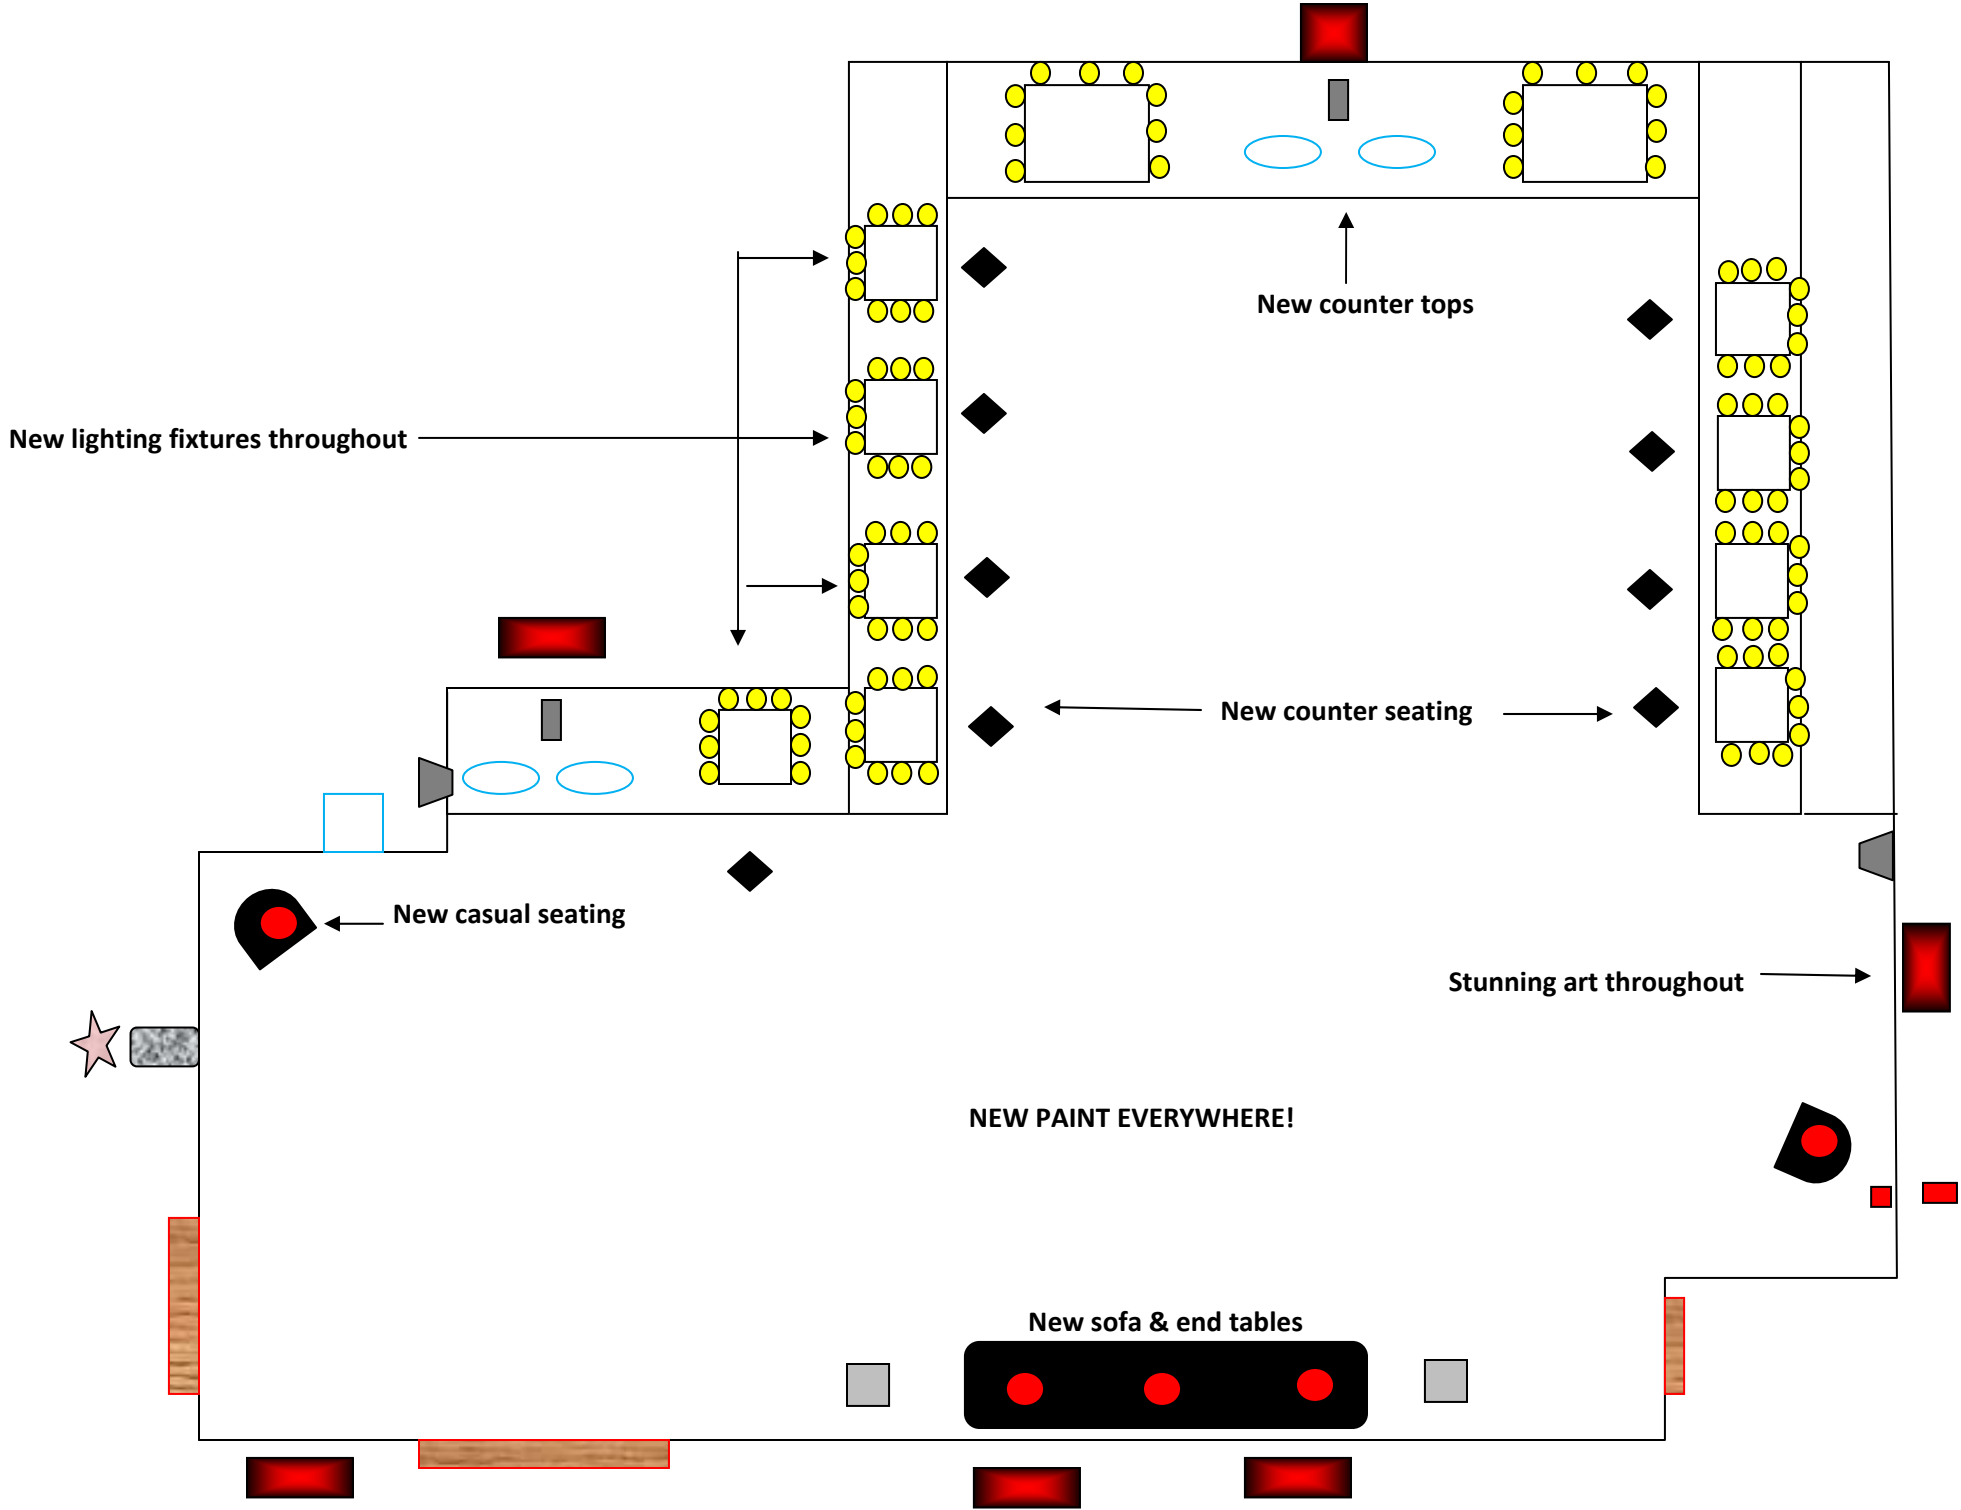 New counter tops
New lighting fixtures throughout
New counter seating
New casual seating
Stunning art throughout
NEW PAINT EVERYWHERE!
New sofa & end tables